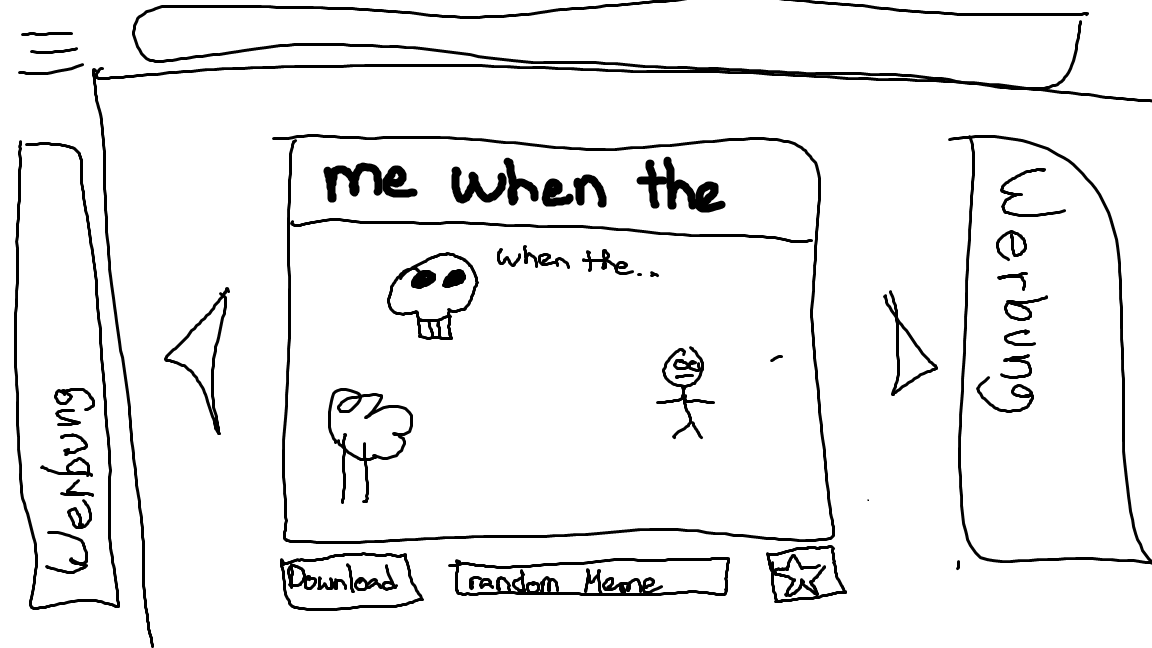 me when the
when the...
Werbung
Werbung
Download
random Meme